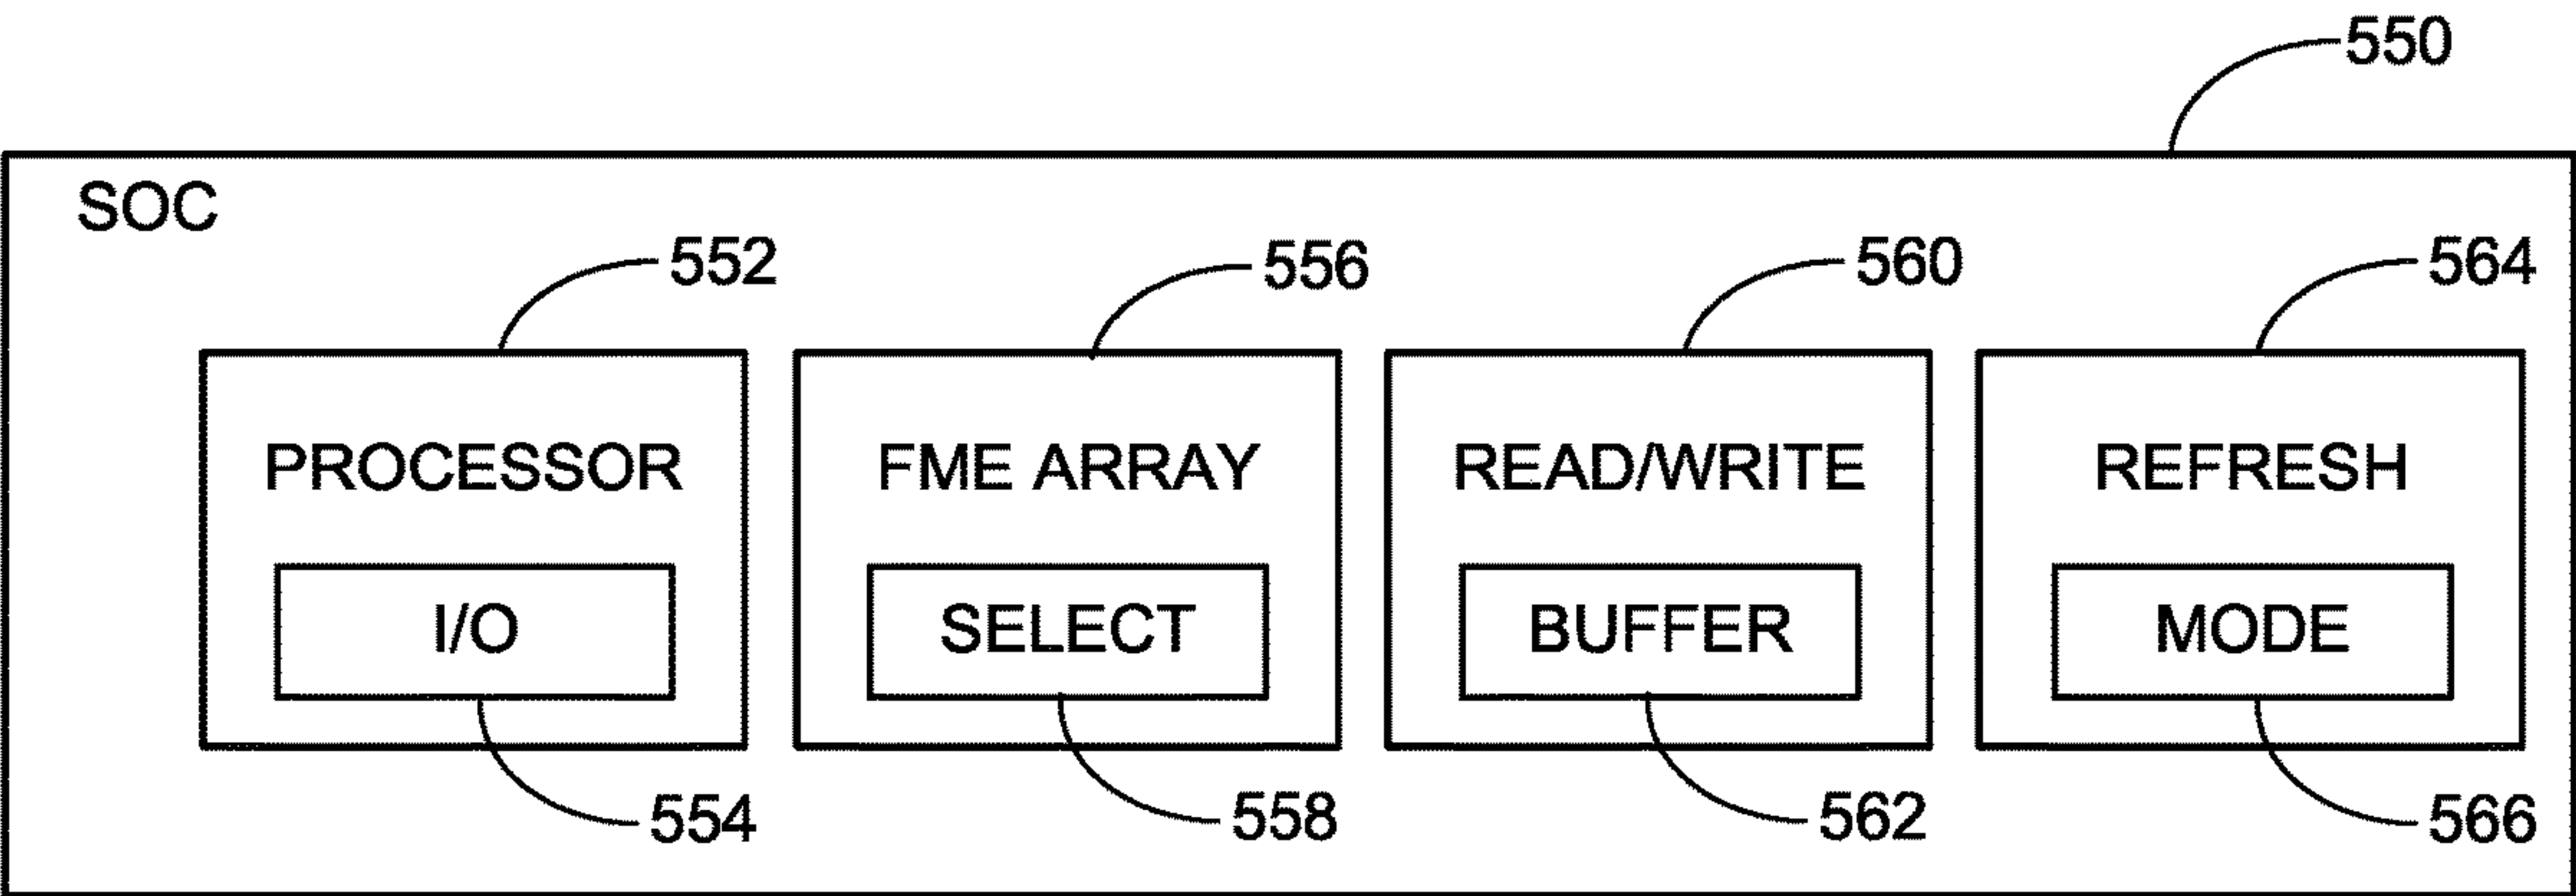 550
SOC
552
556
560
564
PROCESSOR
FME ARRAY
READ/WRITE
REFRESH
I/O
SELECT
BUFFER
MODE
554
558
562
566